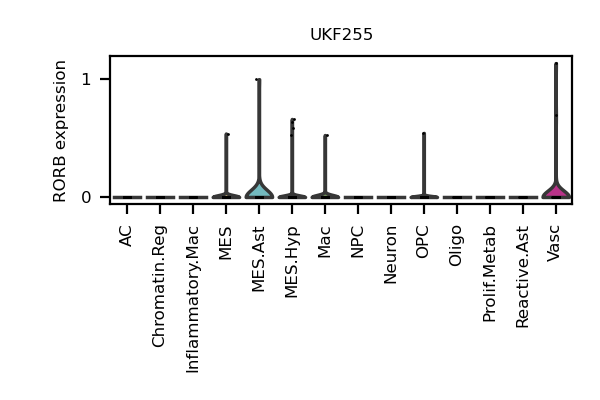 UKF255
RORB expression
1
0
AC
Chromatin.Reg
Inflammatory.Mac
MES
MES.Ast
MES.Hyp
Mac
NPC
Neuron
OPC
Oligo
Prolif.Metab
Reactive.Ast
Vasc